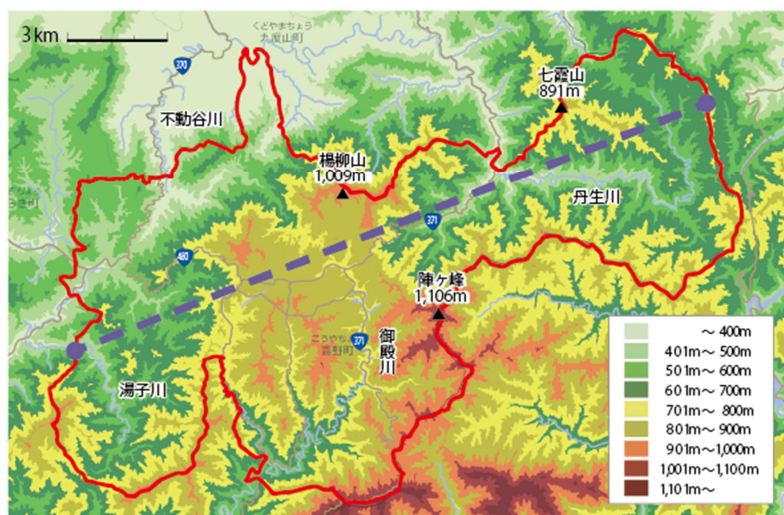 3km
370
くどやまちょう
九度山町
不動谷川
七霞山
891m
楊柳山
1,009m
丹生川
371
480
陣ヶ峰
1,106m
こうやちょう
高野町
371
御殿川
湯子川
～ 400m
401m～ 500m
501m～ 600m
601m～ 700m
701m～ 800m
801m～ 900m
901m～1,000m
1,001m～1,100m
1,101m～